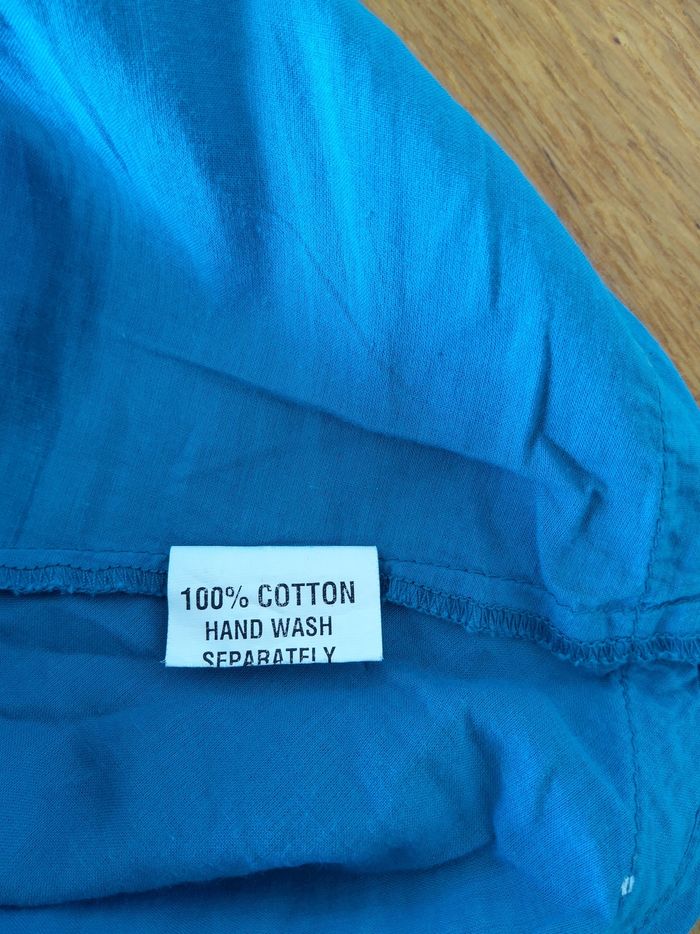 100% COTTON
HAND WASH
SEPARATELY